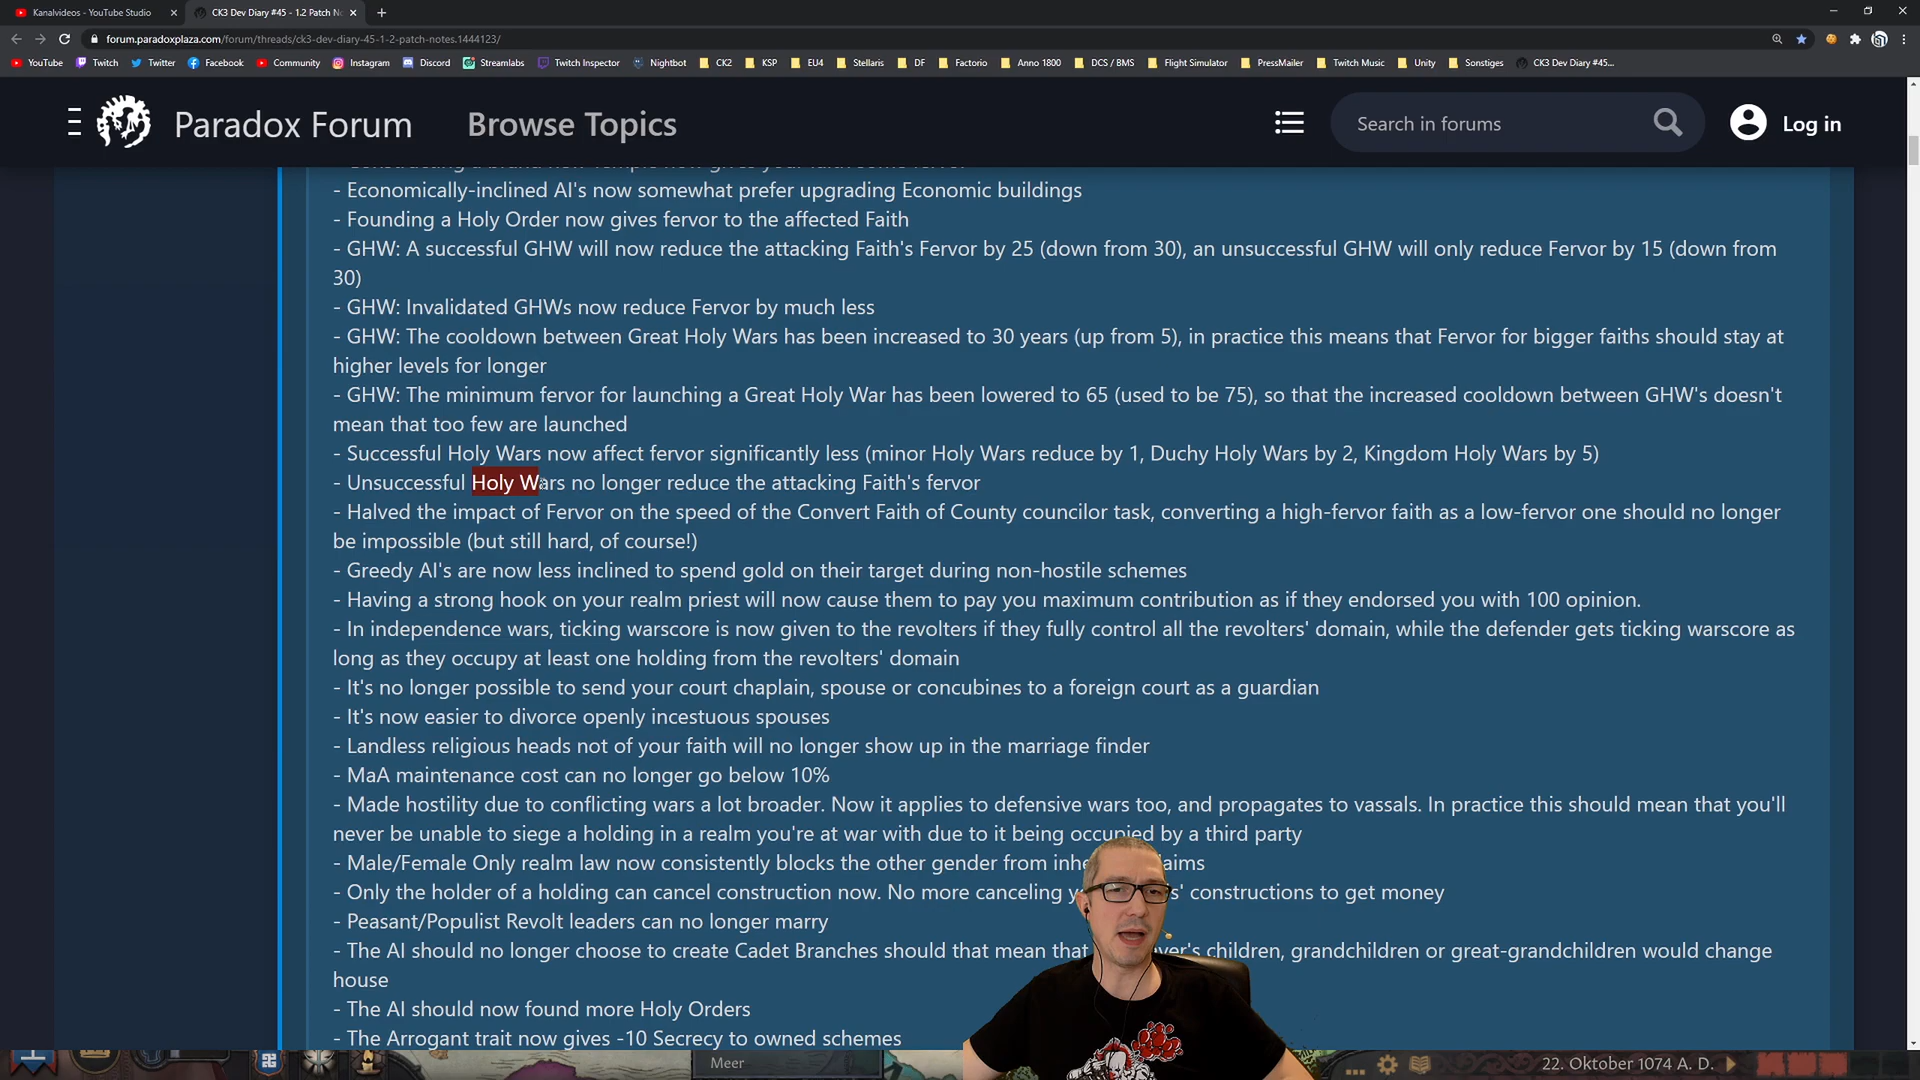 Kanalvideos - YouTube Studio
CK3 Dev Diary #45 - 1.2 Patch No
forum.paradoxplaza.com/forum/threads/ck3-dev-diary-45-1-2-patch-notes.1444123/
YouTube Twitch Twitter Facebook Community Instagram Discord Streamlabs Twitch Inspector Nightbot CK2 KSP EU4 Stellaris DF Factorio Anno 1800 DCS / BMS Flight Simulator PressMailer Twitch Music Unity Sonstiges CK3 Dev Diary #45...
Paradox Forum Browse Topics Search in forums Log in
- Constructing a brand new Temple now gives your faith some fervor
- Economically-inclined AI's now somewhat prefer upgrading Economic buildings
- Founding a Holy Order now gives fervor to the affected Faith
- GHW: A successful GHW will now reduce the attacking Faith's Fervor by 25 (down from 30), an unsuccessful GHW will only reduce Fervor by 15 (down from
30)
- GHW: Invalidated GHWs now reduce Fervor by much less
- GHW: The cooldown between Great Holy Wars has been increased to 30 years (up from 5), in practice this means that Fervor for bigger faiths should stay at
higher levels for longer
- GHW: The minimum fervor for launching a Great Holy War has been lowered to 65 (used to be 75), so that the increased cooldown between GHW's doesn't
mean that too few are launched
- Successful Holy Wars now affect fervor significantly less (minor Holy Wars reduce by 1, Duchy Holy Wars by 2, Kingdom Holy Wars by 5)
- Unsuccessful Holy Wars no longer reduce the attacking Faith's fervor
- Halved the impact of Fervor on the speed of the Convert Faith of County councilor task, converting a high-fervor faith as a low-fervor one should no longer
be impossible (but still hard, of course!)
- Greedy AI's are now less inclined to spend gold on their target during non-hostile schemes
- Having a strong hook on your realm priest will now cause them to pay you maximum contribution as if they endorsed you with 100 opinion.
- In independence wars, ticking warscore is now given to the revolters if they fully control all the revolters' domain, while the defender gets ticking warscore as
long as they occupy at least one holding from the revolters' domain
- It's no longer possible to send your court chaplain, spouse or concubines to a foreign court as a guardian
- It's now easier to divorce openly incestuous spouses
- Landless religious heads not of your faith will no longer show up in the marriage finder
- MaA maintenance cost can no longer go below 10%
- Made hostility due to conflicting wars a lot broader. Now it applies to defensive wars too, and propagates to vassals. In practice this should mean that you'll
never be unable to siege a holding in a realm you're at war with due to it being occupied by a third party
- Male/Female Only realm law now consistently blocks the other gender from inhe aims
- Only the holder of a holding can cancel construction now. No more canceling y s' constructions to get money
- Peasant/Populist Revolt leaders can no longer marry
- The AI should no longer choose to create Cadet Branches should that mean that yer's children, grandchildren or great-grandchildren would change
house
- The AI should now found more Holy Orders
- The Arrogant trait now gives -10 Secrecy to owned schemes
Meer
22. Oktober 1074 A. D.